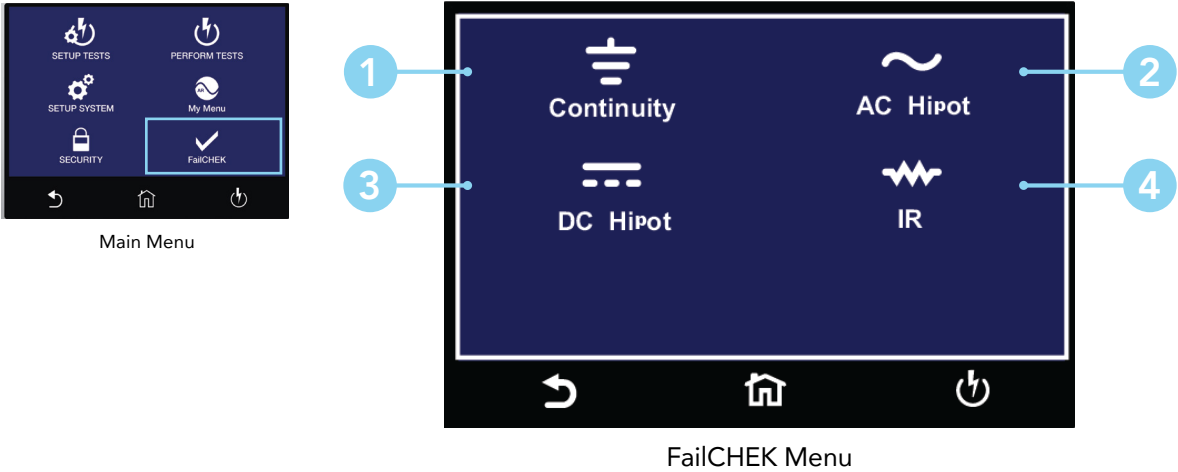 SETUP TESTS PERFORM TESTS
SETUP SYSTEM AR My Menu
SECURITY FailCHEK
Main Menu
1 Continuity AC Hipot 2
3 DC Hipot IR 4
FailCHEK Menu